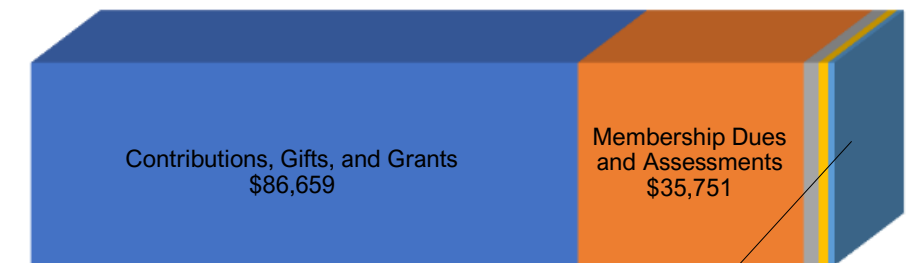 Contributions, Gifts, and Grants
$86,659
Membership Dues
and Assessments
$35,751